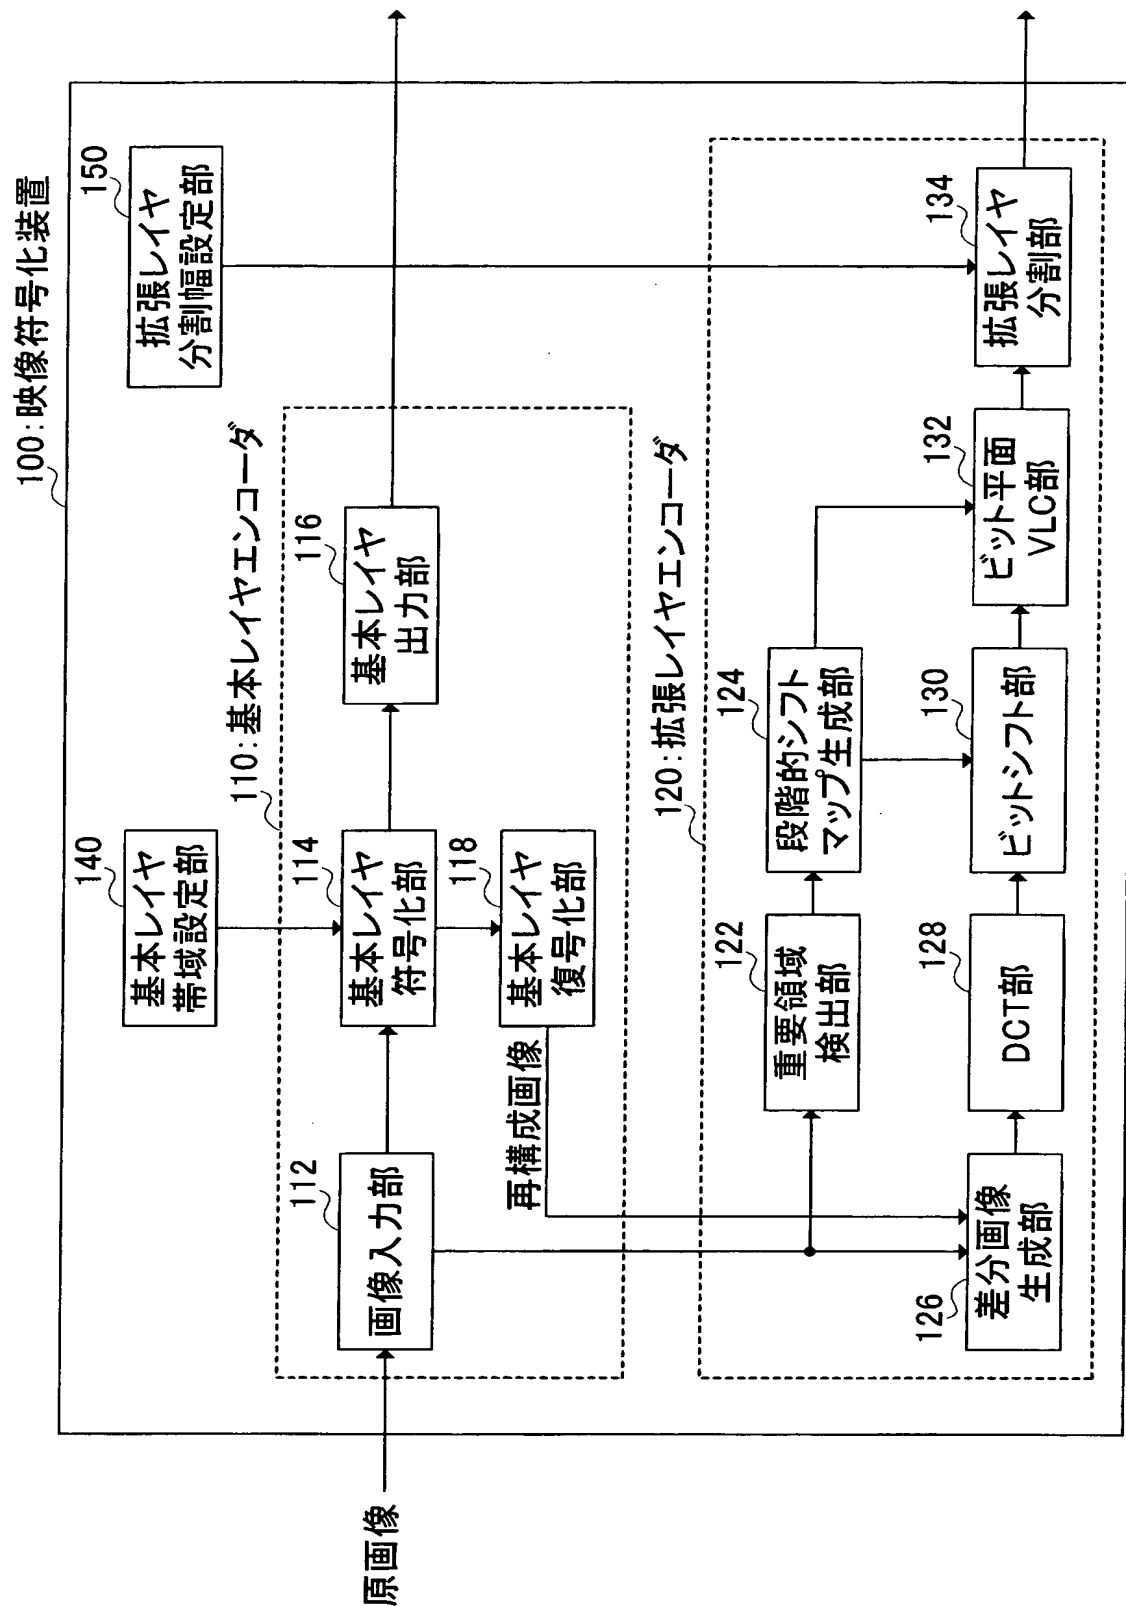 100:映像符号化装置
140
基本レイヤ
帯域設定部
150
拡張レイヤ
分割幅設定部
110:基本レイヤエンコーダ
原画像
112
画像入力部
114
基本レイヤ
符号化部
116
基本レイヤ
出力部
118
基本レイヤ
復号化部
再構成画像
120:拡張レイヤエンコーダ
122
重要領域
検出部
124
段階的シフト
マップ生成部
126
差分画像
生成部
128
DCT部
130
ビットシフト部
132
ビット平面
VLC部
134
拡張レイヤ
分割部